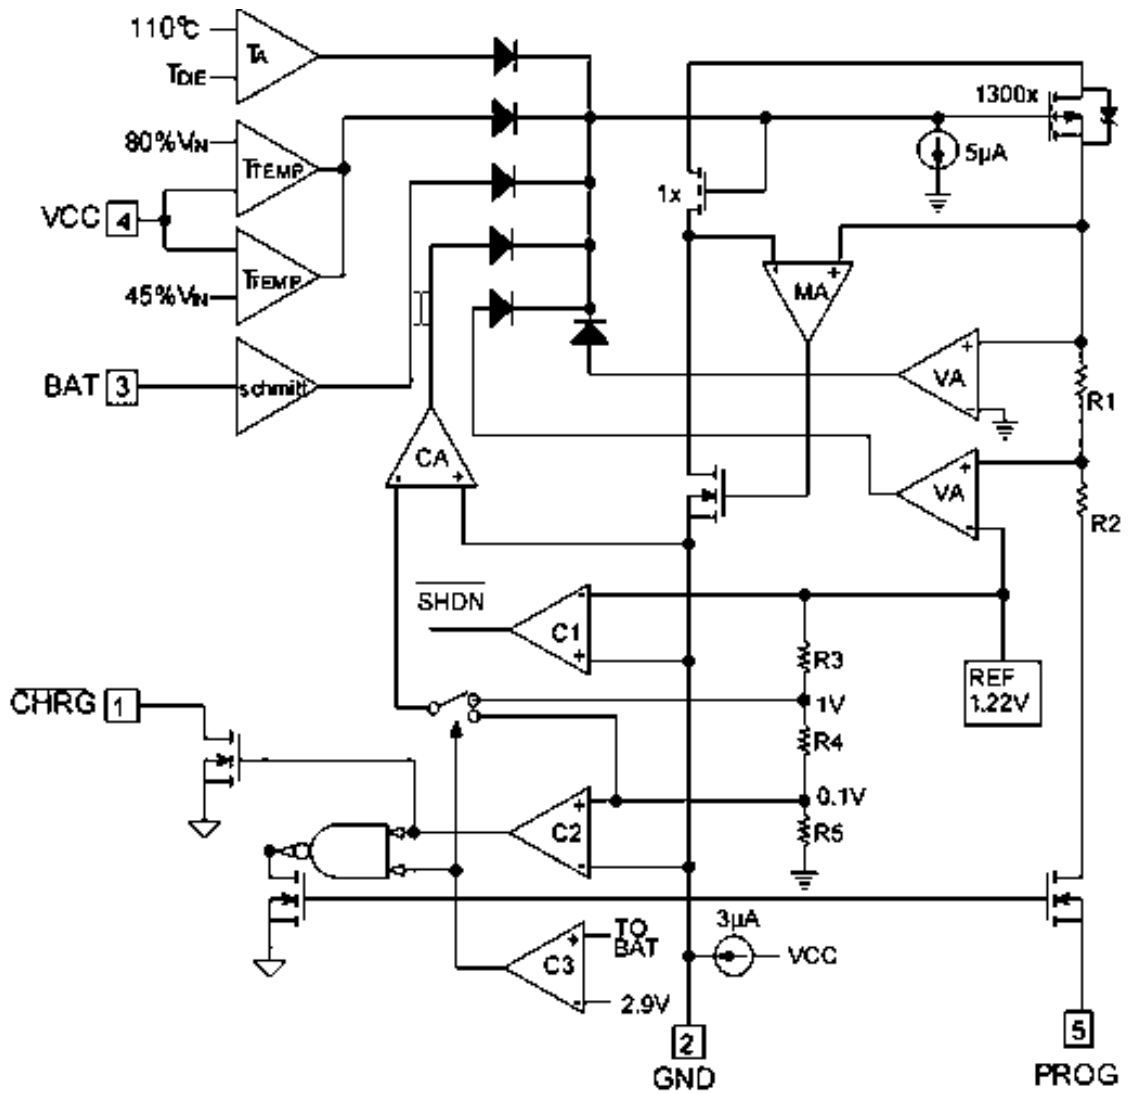 110°C
TA
TDIE
1300x
80%VIN
TTEMP
5μA
1x
VCC 4
TTEMP
MA
45%VIN
BAT 3
schmitt
VA
R1
CA
VA
R2
SHDN
C1
R3
REF
1.22V
CHRG 1
1V
R4
0.1V
C2
R5
3μA
TO
BAT
C3
VCC
2.9V
2
GND
5
PROG
- +
+
-
+
-
-
+
- +
+
-
+
-